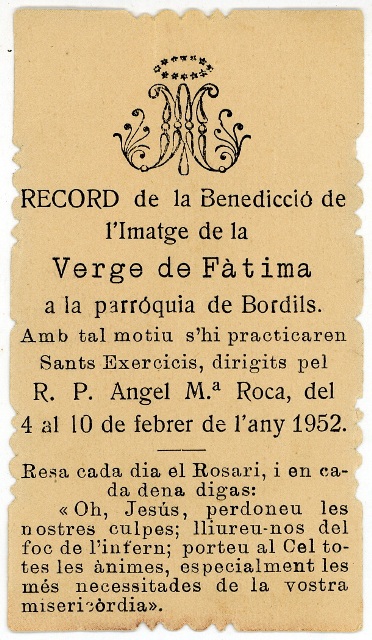 RECORD de la Benedicció de
l'Imatge de la
Verge de Fàtima
a la parróquia de Bordils.
Amb tal motiu s'hi practicaren
Sants Exercicis, dirigits pel
R. P. Angel M.ª Roca, del
4 al 10 de febrer de l'any 1952.
Resa cada dia el Rosari, i en ca-
da dena digas:
«Oh, Jesús, perdoneu les
nostres culpes; lliureu-nos del
foc de l'infern; porteu al Cel to-
tes les ànimes, especialment les
més necessitades de la vostra
misericòrdia».